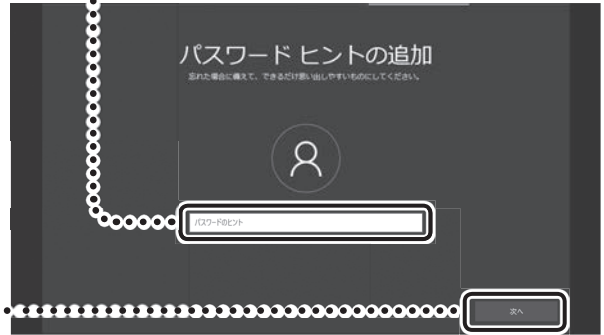 パスワード ヒントの追加
忘れた場合に備えて、できるだけ思い出しやすいものにしてください。
パスワードのヒント
次へ